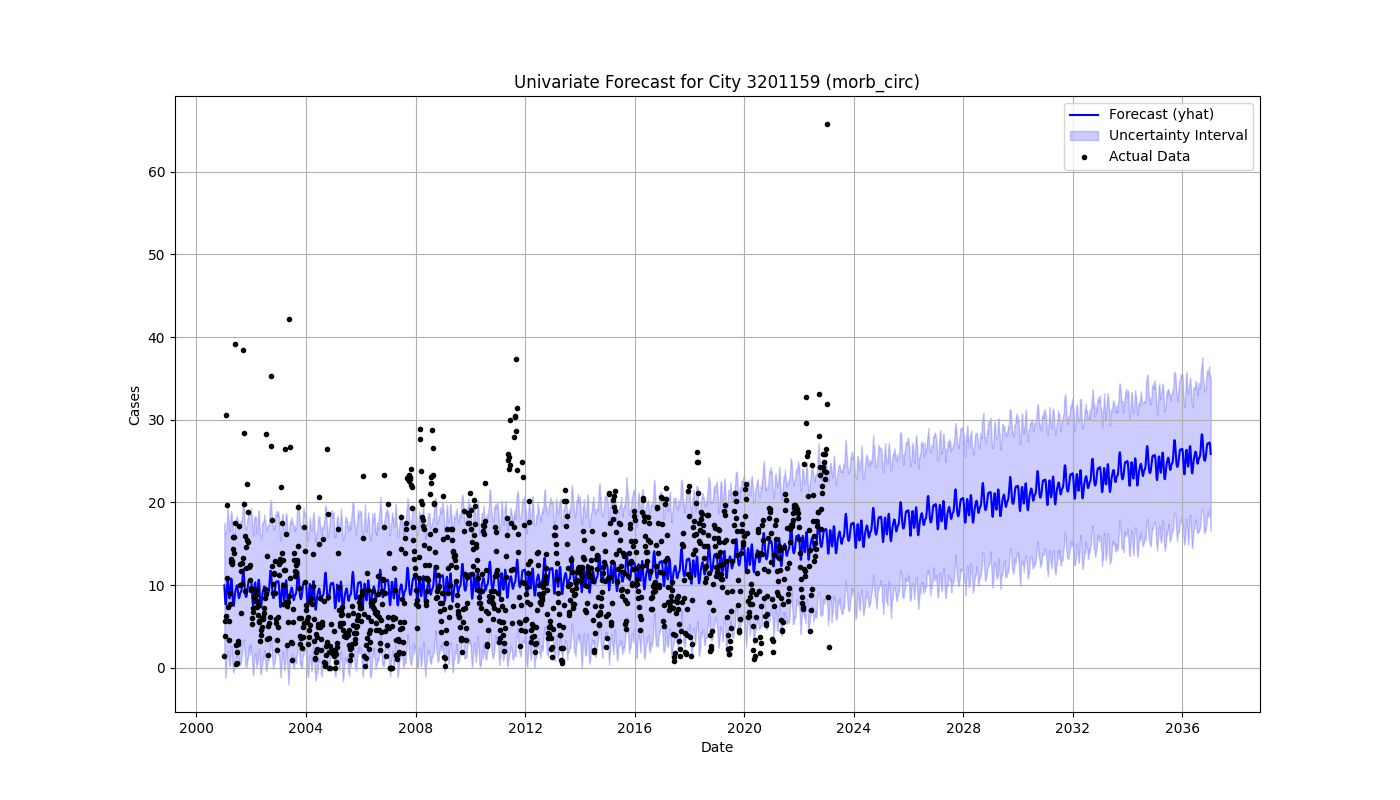 Univariate Forecast for City 3201159 (morb_circ)
Forecast (yhat)
Uncertainty Interval
Actual Data
Cases
60
50
40
30
20
10
0
2000 2004 2008 2012 2016 2020 2024 2028 2032 2036
Date